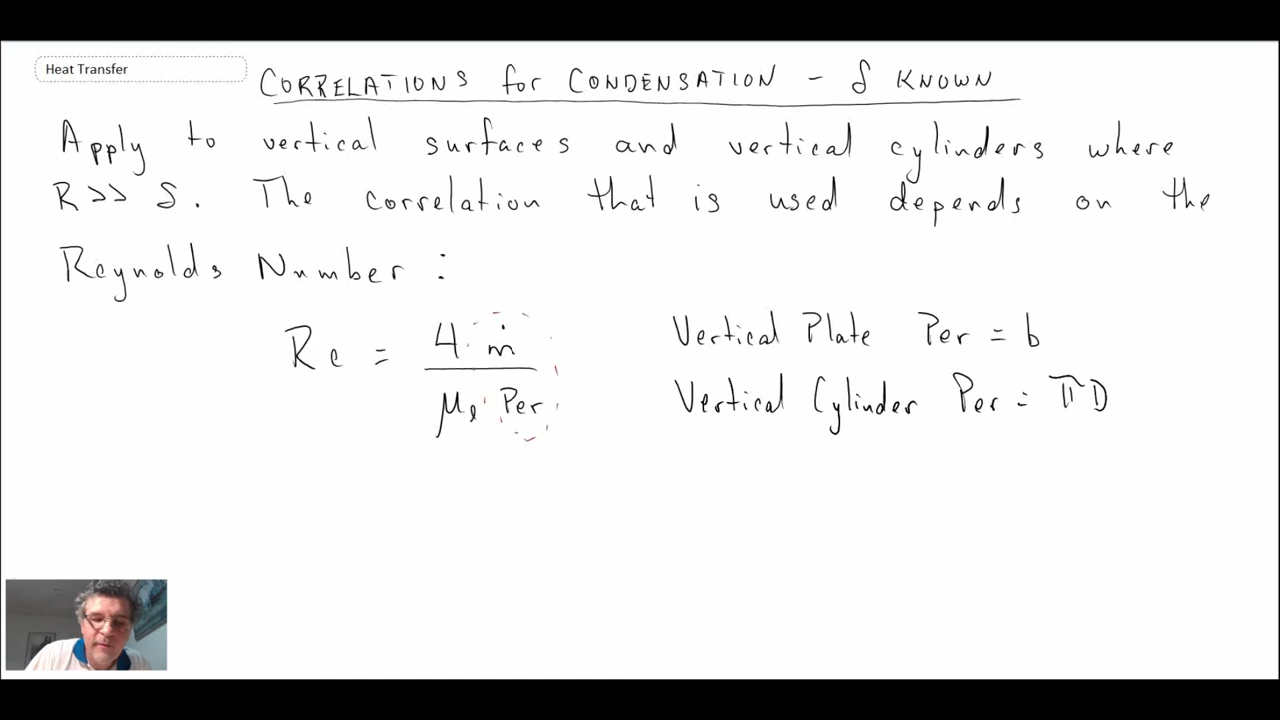 Heat Transfer
CORRELATIONS for CONDENSATION - δ KNOWN
Apply to vertical surfaces and vertical cylinders where
R >> δ. The correlation that is used depends on the
Reynolds Number :
Re = 4 ṁ / μℓ Per
Vertical Plate Per = b
Vertical Cylinder Per = πD